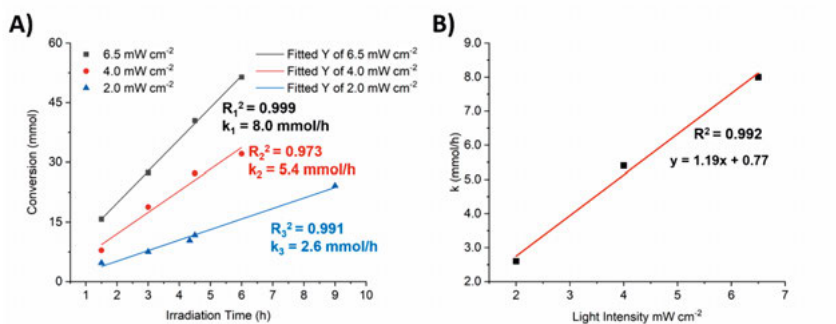 A)
60
45
30
15
0
Conversion (mmol)
6.5 mW cm⁻²
4.0 mW cm⁻²
2.0 mW cm⁻²
Fitted Y of 6.5 mW cm⁻²
Fitted Y of 4.0 mW cm⁻²
Fitted Y of 2.0 mW cm⁻²
R₁² = 0.999
k₁ = 8.0 mmol/h
R₂² = 0.973
k₂ = 5.4 mmol/h
R₃² = 0.991
k₃ = 2.6 mmol/h
1 2 3 4 5 6 7 8 9 10
Irradiation Time (h)
B)
9
8.0
7.0
6.0
5.0
4.0
3.0
2.0
k (mmol/h)
R² = 0.992
y = 1.19x + 0.77
2 3 4 5 6 7
Light Intensity mW cm⁻²